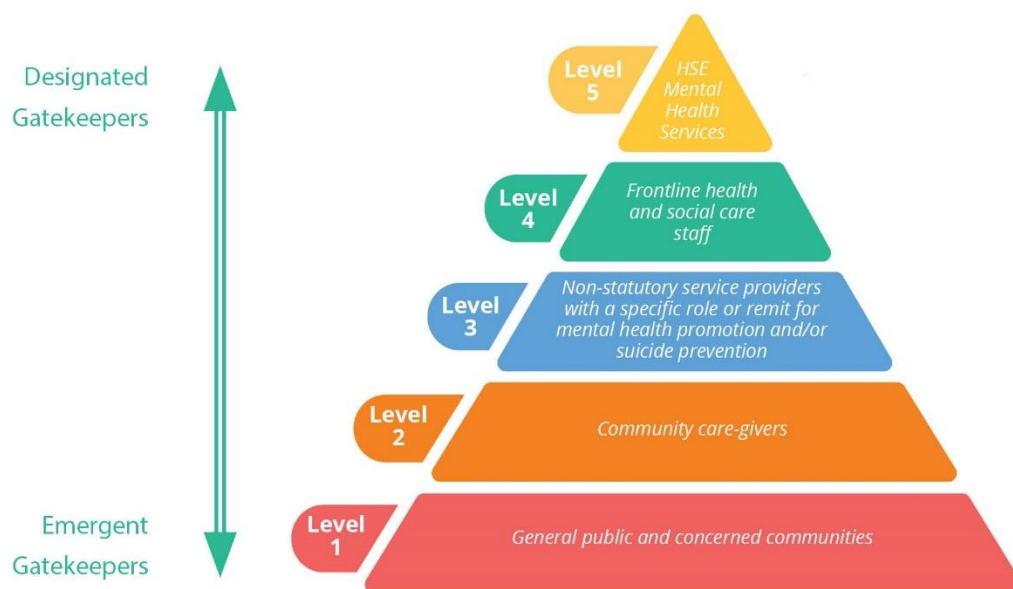 Designated
Gatekeepers
Level
5
HSE
Mental
Health
Services
Level
4
Frontline health
and social care
staff
Level
3
Non-statutory service providers
with a specific role or remit for
mental health promotion and/or
suicide prevention
Level
2
Community care-givers
Emergent
Gatekeepers
Level
1
General public and concerned communities